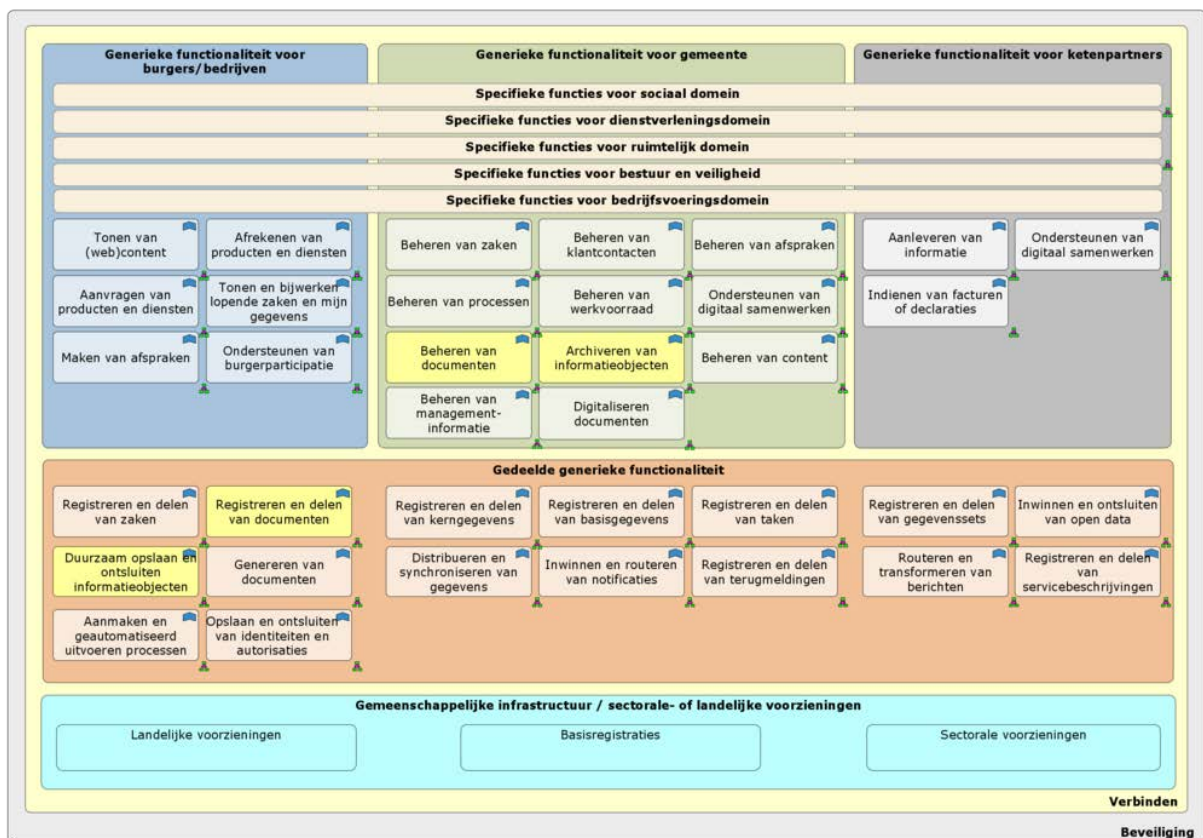 Generieke functionaliteit voor
burgers/bedrijven
Generieke functionaliteit voor gemeente
Generieke functionaliteit voor ketenpartners
Specifieke functies voor sociaal domein
Specifieke functies voor dienstverleningsdomein
Specifieke functies voor ruimtelijk domein
Specifieke functies voor bestuur en veiligheid
Specifieke functies voor bedrijfsvoeringsdomein
Tonen van
(web)content
Afrekenen van
producten en diensten
Aanvragen van
producten en diensten
Tonen en bijwerken
lopende zaken en mijn
gegevens
Maken van afspraken
Ondersteunen van
burgerparticipatie
Beheren van zaken
Beheren van
klantcontacten
Beheren van afspraken
Beheren van processen
Beheren van
werkvoorraad
Ondersteunen van
digitaal samenwerken
Beheren van
documenten
Archiveren van
informatieobjecten
Beheren van content
Beheren van
management-
informatie
Digitaliseren
documenten
Aanleveren van
informatie
Ondersteunen van
digitaal samenwerken
Indienen van facturen
of declaraties
Gedeelde generieke functionaliteit
Registreren en delen
van zaken
Registreren en delen
van documenten
Registreren en delen
van kerngegevens
Registreren en delen
van basisgegevens
Registreren en delen
van taken
Registreren en delen
van gegevenssets
Inwinnen en ontsluiten
van open data
Duurzaam opslaan en
ontsluiten
informatieobjecten
Genereren van
documenten
Distribueren en
synchroniseren van
gegevens
Inwinnen en routeren
van notificaties
Registreren en delen
van terugmeldingen
Routeren en
transformeren van
berichten
Registreren en delen
van
servicebeschrijvingen
Aanmaken en
geautomatiseerd
uitvoeren processen
Opslaan en ontsluiten
van identiteiten en
autorisaties
Gemeenschappelijke infrastructuur / sectorale- of landelijke voorzieningen
Landelijke voorzieningen
Basisregistraties
Sectorale voorzieningen
Verbinden
Beveiliging